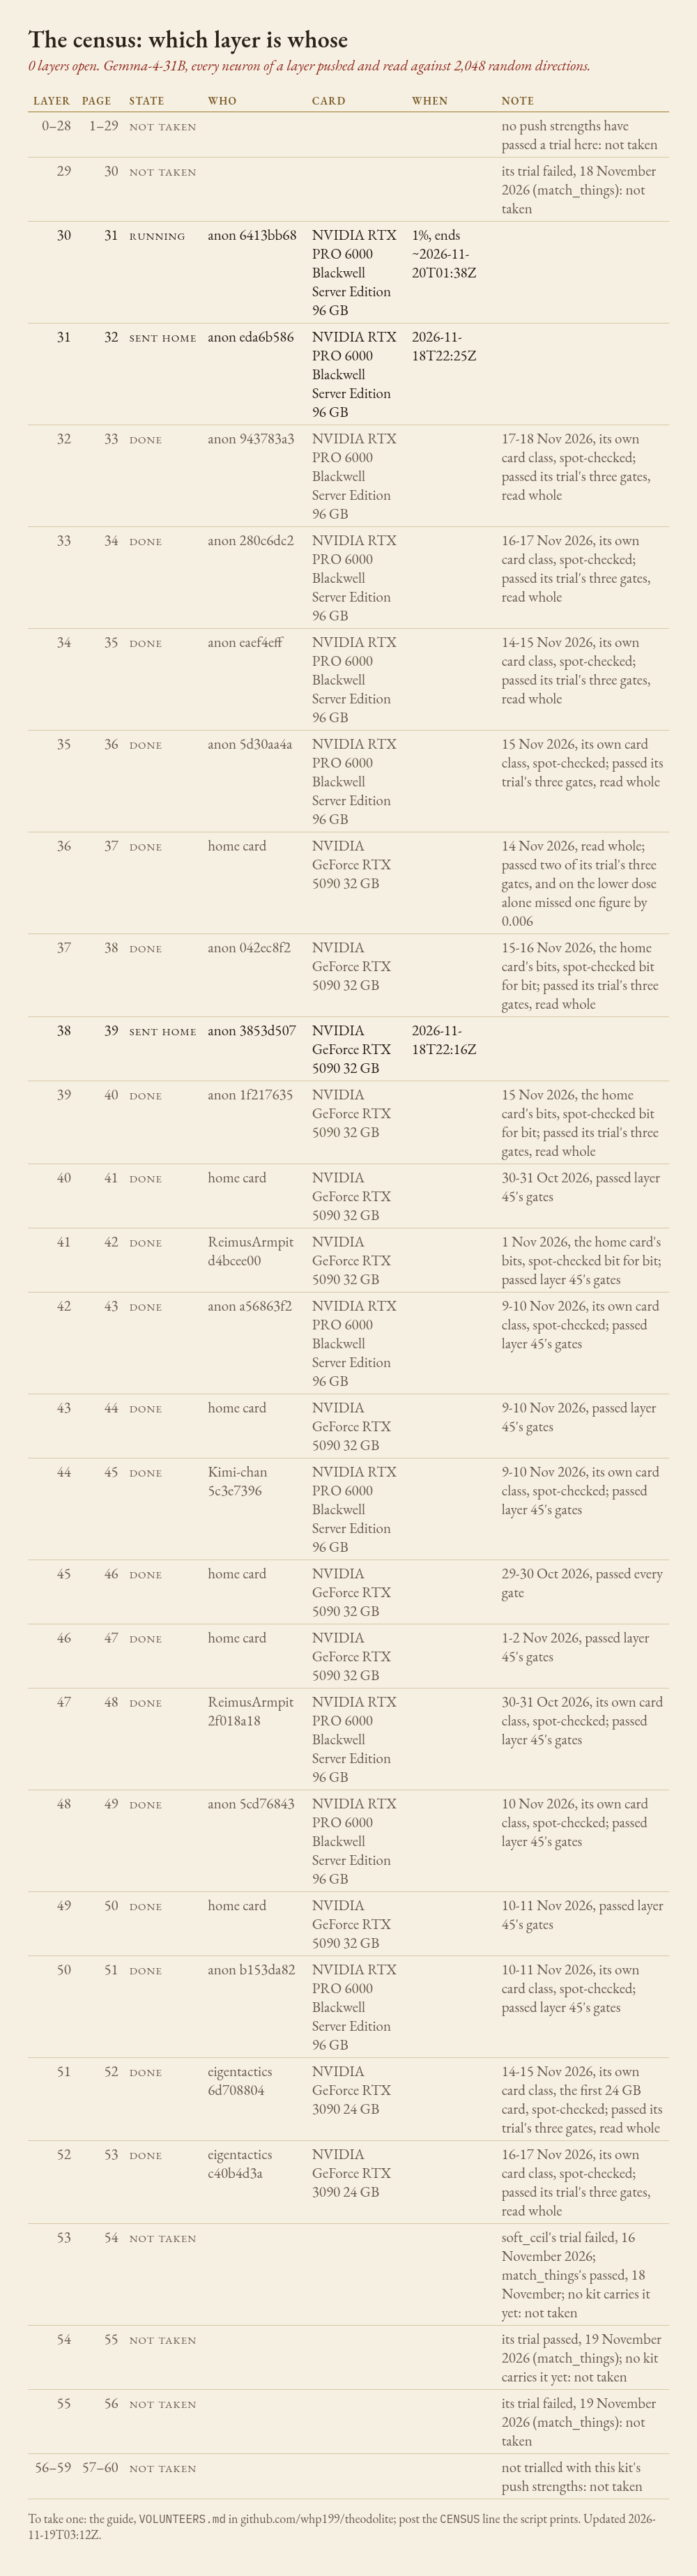 The census: which layer is whose
0 layers open. Gemma-4-31B, every neuron of a layer pushed and read against 2,048 random directions.
LAYER PAGE STATE WHO CARD WHEN NOTE
0–28 1–29 NOT TAKEN no push strengths have
passed a trial here: not taken
29 30 NOT TAKEN its trial failed, 18 November
2026 (match_things): not
taken
30 31 RUNNING anon 6413bb68 NVIDIA RTX 1%, ends
PRO 6000 ~2026-11-
Blackwell 20T01:38Z
Server Edition
96 GB
31 32 SENT HOME anon eda6b586 NVIDIA RTX 2026-11-
PRO 6000 18T22:25Z
Blackwell
Server Edition
96 GB
32 33 DONE anon 943783a3 NVIDIA RTX 17-18 Nov 2026, its own
PRO 6000 card class, spot-checked;
Blackwell passed its trial's three gates,
Server Edition read whole
96 GB
33 34 DONE anon 280c6dc2 NVIDIA RTX 16-17 Nov 2026, its own
PRO 6000 card class, spot-checked;
Blackwell passed its trial's three gates,
Server Edition read whole
96 GB
34 35 DONE anon eaef4eff NVIDIA RTX 14-15 Nov 2026, its own
PRO 6000 card class, spot-checked;
Blackwell passed its trial's three gates,
Server Edition read whole
96 GB
35 36 DONE anon 5d30aa4a NVIDIA RTX 15 Nov 2026, its own card
PRO 6000 class, spot-checked; passed its
Blackwell trial's three gates, read whole
Server Edition
96 GB
36 37 DONE home card NVIDIA 14 Nov 2026, read whole;
GeForce RTX passed two of its trial's three
5090 32 GB gates, and on the lower dose
alone missed one figure by
0.006
37 38 DONE anon 042ec8f2 NVIDIA 15-16 Nov 2026, the home
GeForce RTX card's bits, spot-checked bit
5090 32 GB for bit; passed its trial's three
gates, read whole
38 39 SENT HOME anon 3853d507 NVIDIA 2026-11-
GeForce RTX 18T22:16Z
5090 32 GB
39 40 DONE anon 1f217635 NVIDIA 15 Nov 2026, the home
GeForce RTX card's bits, spot-checked bit
5090 32 GB for bit; passed its trial's three
gates, read whole
40 41 DONE home card NVIDIA 30-31 Oct 2026, passed layer
GeForce RTX 45's gates
5090 32 GB
41 42 DONE ReimusArmpit NVIDIA 1 Nov 2026, the home card's
d4bcee00 GeForce RTX bits, spot-checked bit for bit;
5090 32 GB passed layer 45's gates
42 43 DONE anon a56863f2 NVIDIA RTX 9-10 Nov 2026, its own card
PRO 6000 class, spot-checked; passed
Blackwell layer 45's gates
Server Edition
96 GB
43 44 DONE home card NVIDIA 9-10 Nov 2026, passed layer
GeForce RTX 45's gates
5090 32 GB
44 45 DONE Kimi-chan NVIDIA RTX 9-10 Nov 2026, its own card
5c3e7396 PRO 6000 class, spot-checked; passed
Blackwell layer 45's gates
Server Edition
96 GB
45 46 DONE home card NVIDIA 29-30 Oct 2026, passed every
GeForce RTX gate
5090 32 GB
46 47 DONE home card NVIDIA 1-2 Nov 2026, passed layer
GeForce RTX 45's gates
5090 32 GB
47 48 DONE ReimusArmpit NVIDIA RTX 30-31 Oct 2026, its own card
2f018a18 PRO 6000 class, spot-checked; passed
Blackwell layer 45's gates
Server Edition
96 GB
48 49 DONE anon 5cd76843 NVIDIA RTX 10 Nov 2026, its own card
PRO 6000 class, spot-checked; passed
Blackwell layer 45's gates
Server Edition
96 GB
49 50 DONE home card NVIDIA 10-11 Nov 2026, passed layer
GeForce RTX 45's gates
5090 32 GB
50 51 DONE anon b153da82 NVIDIA RTX 10-11 Nov 2026, its own
PRO 6000 card class, spot-checked;
Blackwell passed layer 45's gates
Server Edition
96 GB
51 52 DONE eigentactics NVIDIA 14-15 Nov 2026, its own
6d708804 GeForce RTX card class, the first 24 GB
3090 24 GB card, spot-checked; passed its
trial's three gates, read whole
52 53 DONE eigentactics NVIDIA 16-17 Nov 2026, its own
c40b4d3a GeForce RTX card class, spot-checked;
3090 24 GB passed its trial's three gates,
read whole
53 54 NOT TAKEN soft_ceil's trial failed, 16
November 2026;
match_things's passed, 18
November; no kit carries it
yet: not taken
54 55 NOT TAKEN its trial passed, 19 November
2026 (match_things); no kit
carries it yet: not taken
55 56 NOT TAKEN its trial failed, 19 November
2026 (match_things): not
taken
56–59 57–60 NOT TAKEN not trialled with this kit's
push strengths: not taken
To take one: the guide, VOLUNTEERS.md in github.com/whp199/theodolite; post the CENSUS line the script prints. Updated 2026-
11-19T03:12Z.